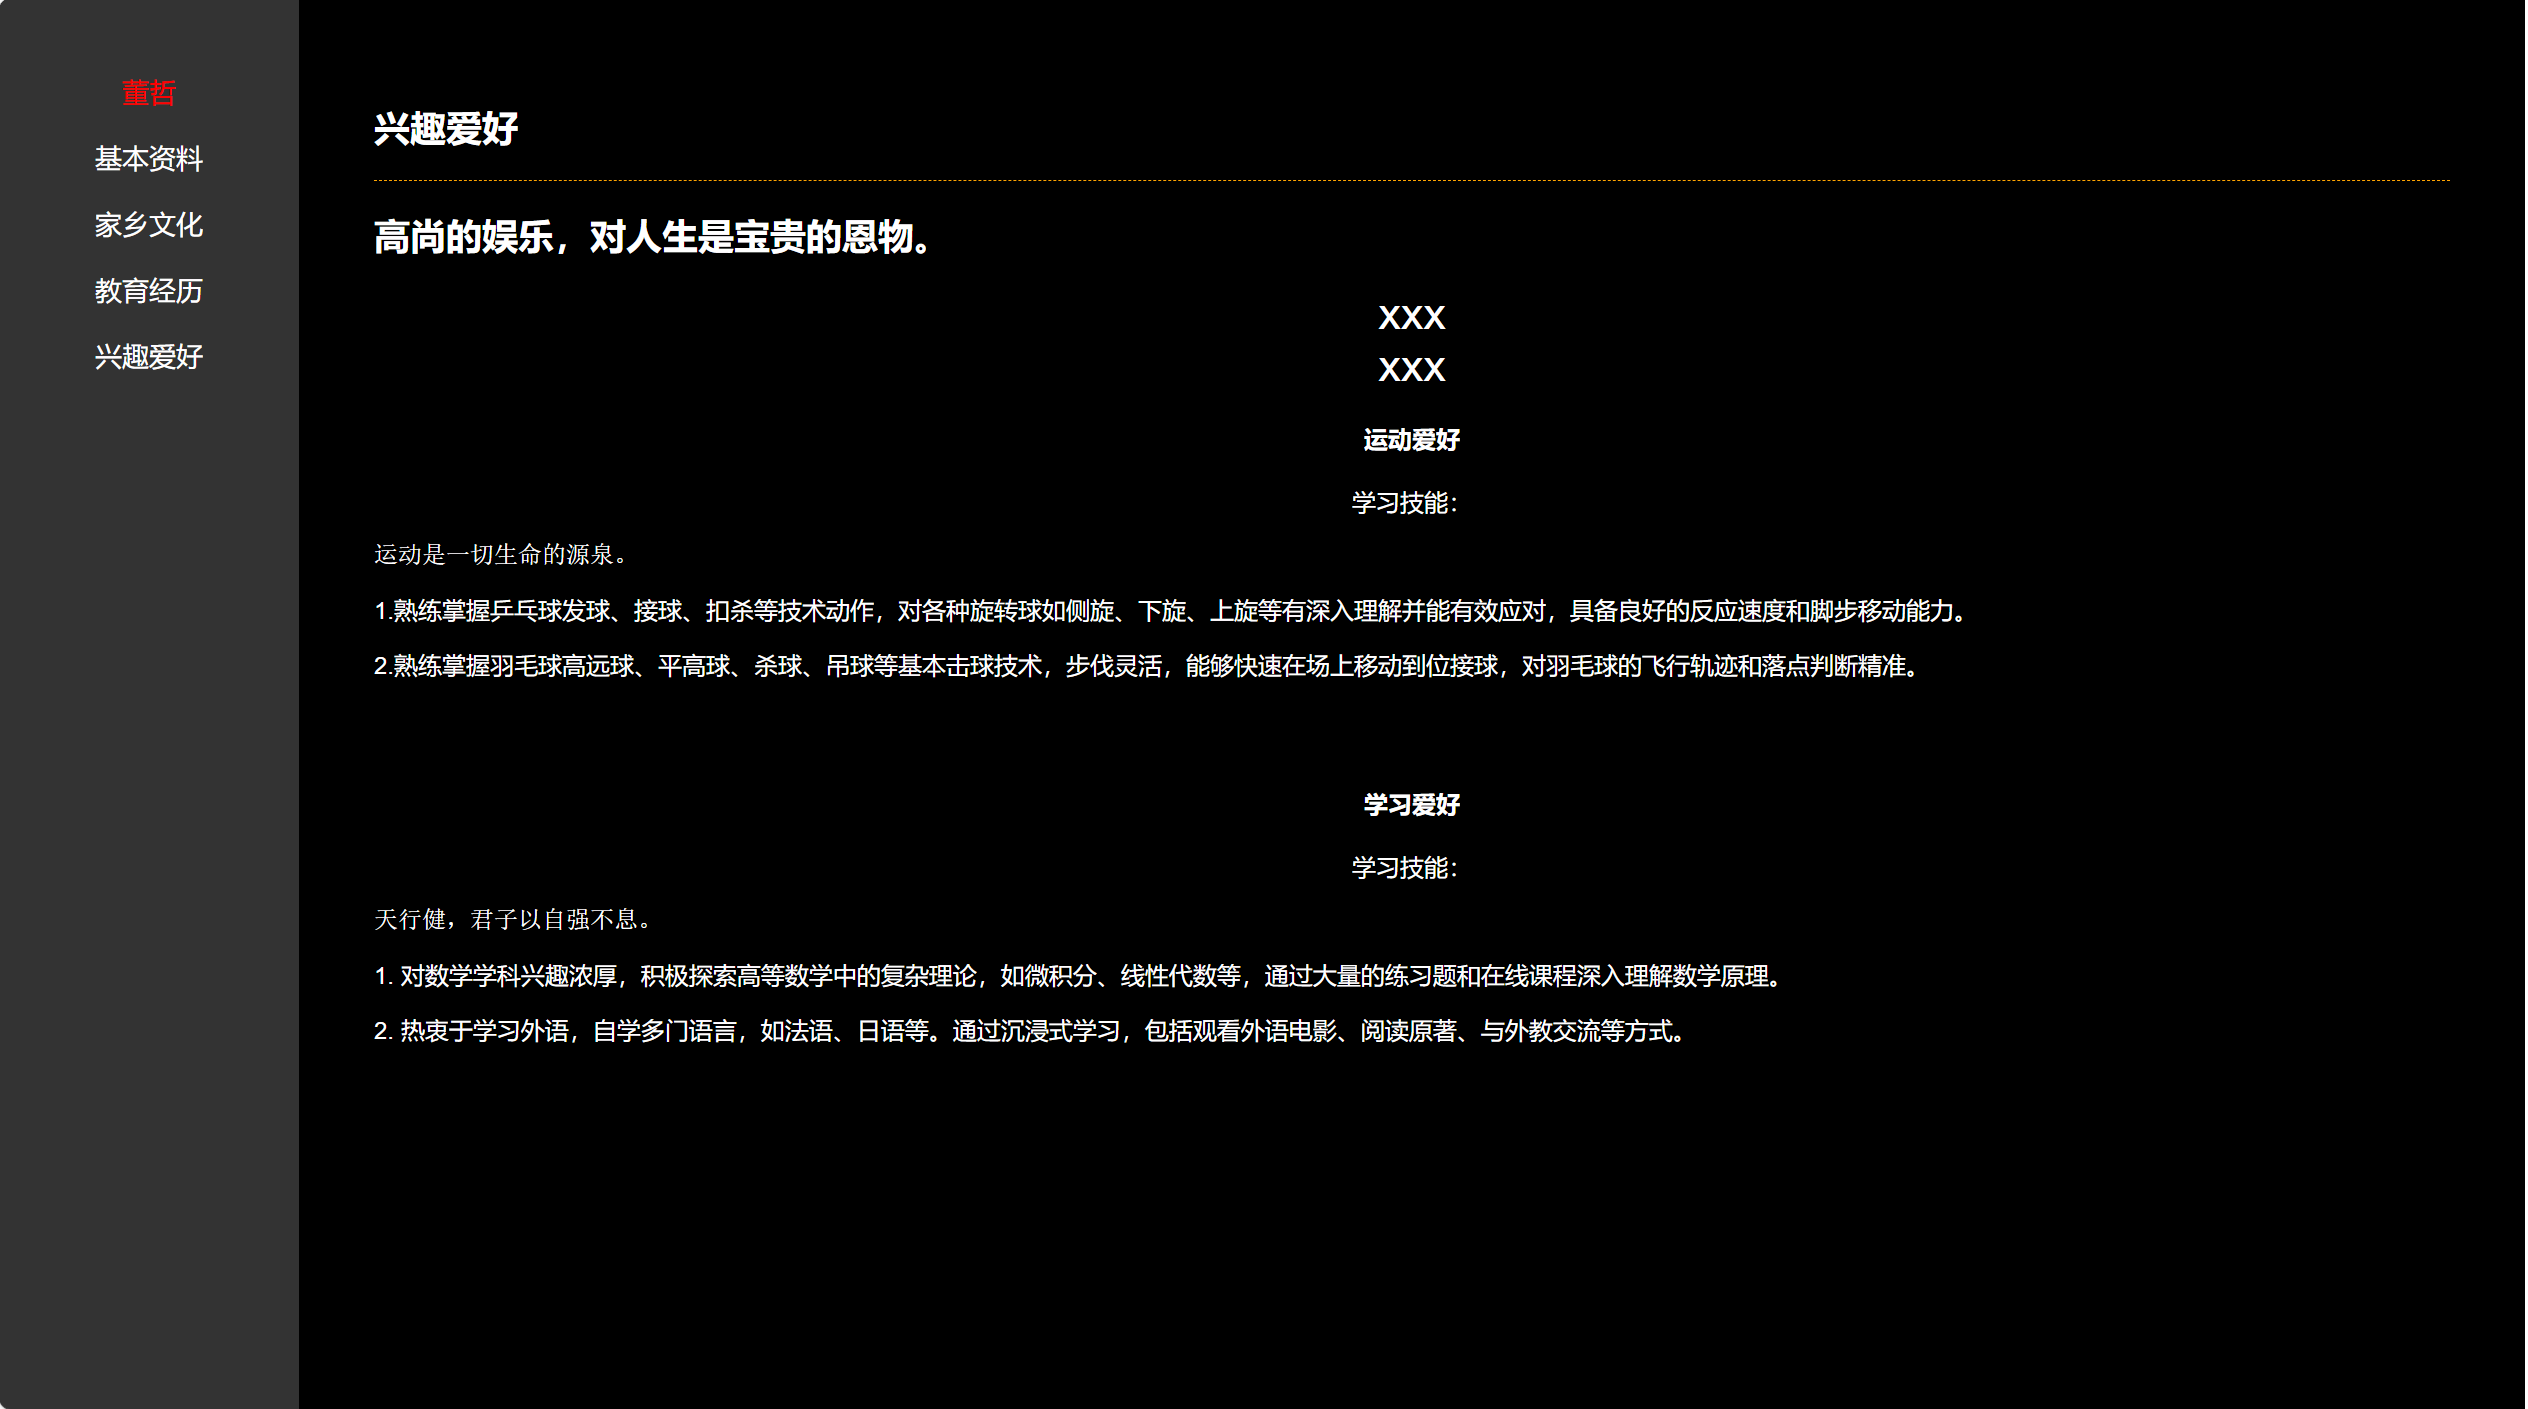 董哲
基本资料
家乡文化
教育经历
兴趣爱好
兴趣爱好
高尚的娱乐，对人生是宝贵的恩物。
XXX
XXX
运动爱好
学习技能：
运动是一切生命的源泉。
1.熟练掌握乒乓球发球、接球、扣杀等技术动作，对各种旋转球如侧旋、下旋、上旋等有深入理解并能有效应对，具备良好的反应速度和脚步移动能力。
2.熟练掌握羽毛球高远球、平高球、杀球、吊球等基本击球技术，步伐灵活，能够快速在场上移动到位接球，对羽毛球的飞行轨迹和落点判断精准。
学习爱好
学习技能：
天行健，君子以自强不息。
1. 对数学学科兴趣浓厚，积极探索高等数学中的复杂理论，如微积分、线性代数等，通过大量的练习题和在线课程深入理解数学原理。
2. 热衷于学习外语，自学多门语言，如法语、日语等。通过沉浸式学习，包括观看外语电影、阅读原著、与外教交流等方式。